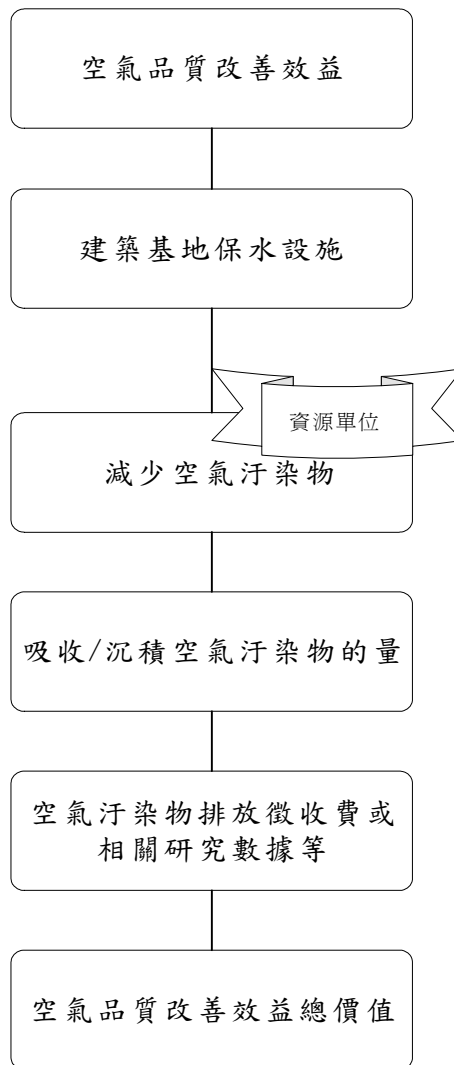 空氣品質改善效益
建築基地保水設施
資源單位
減少空氣汙染物
吸收/沉積空氣汙染物的量
空氣汙染物排放徵收費或
相關研究數據等
空氣品質改善效益總價值